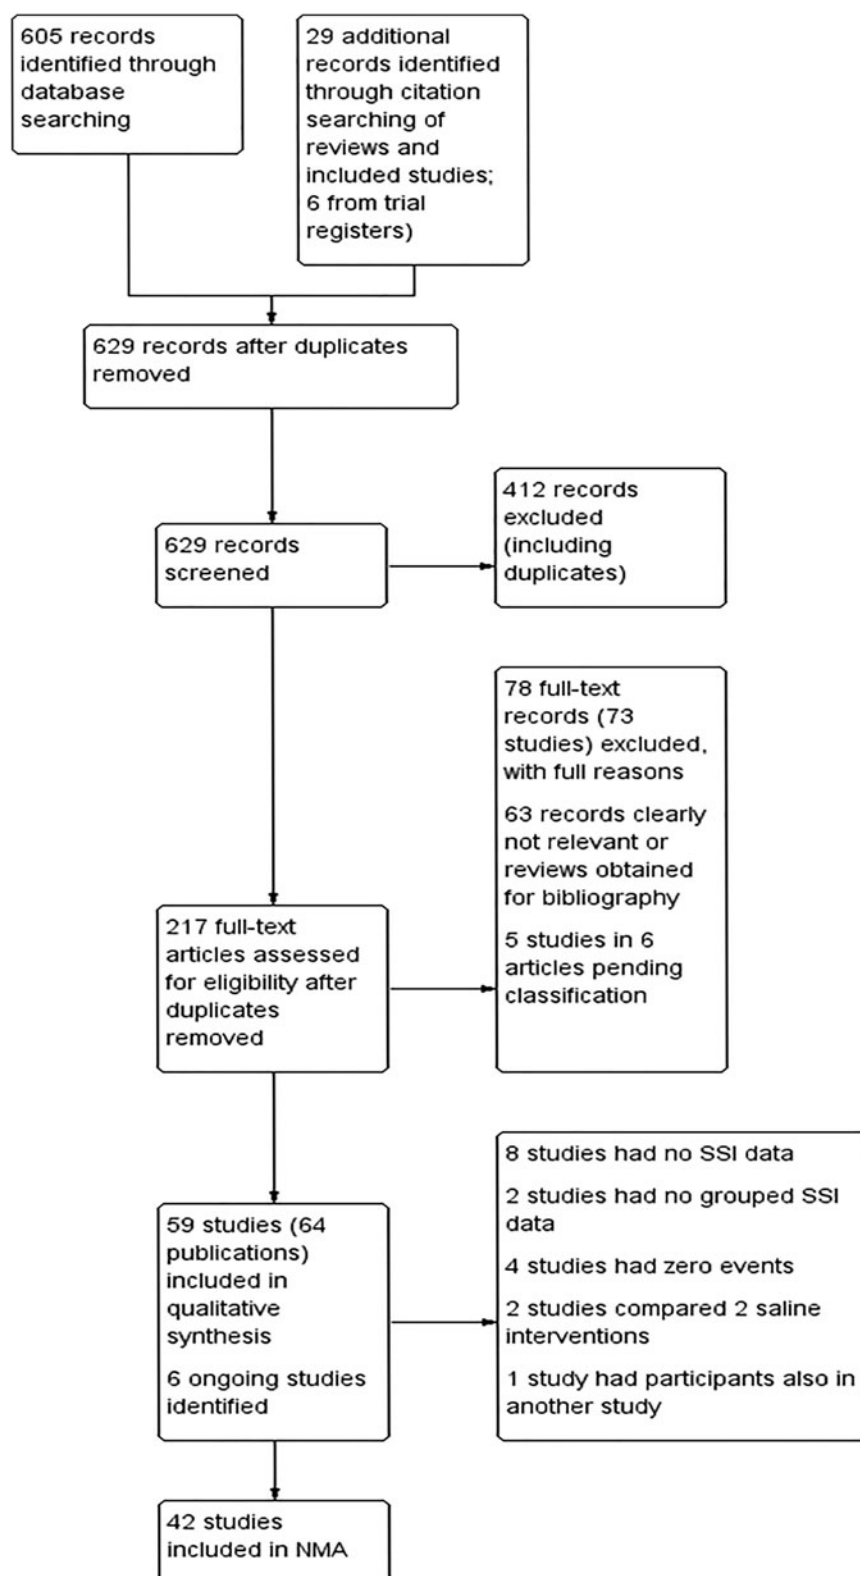 605 records
identified through
database
searching
29 additional
records identified
through citation
searching of
reviews and
included studies;
6 from trial
registers)
629 records after duplicates
removed
629 records
screened
412 records
excluded
(including
duplicates)
78 full-text
records (73
studies) excluded,
with full reasons
63 records clearly
not relevant or
reviews obtained
for bibliography
5 studies in 6
articles pending
classification
217 full-text
articles assessed
for eligibility after
duplicates
removed
8 studies had no SSI data
2 studies had no grouped SSI
data
4 studies had zero events
2 studies compared 2 saline
interventions
1 study had participants also in
another study
59 studies (64
publications)
included in
qualitative
synthesis
6 ongoing studies
identified
42 studies
included in NMA